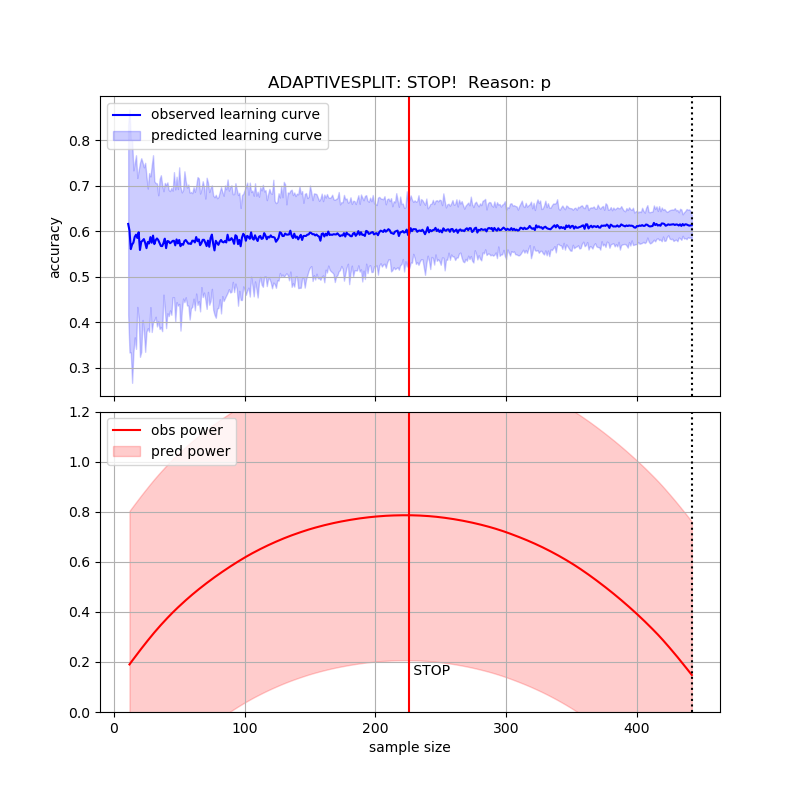 ADAPTIVESPLIT: STOP!  Reason: p
observed learning curve
predicted learning curve
accuracy
0.8
0.7
0.6
0.5
0.4
0.3
obs power
pred power
1.2
1.0
0.8
0.6
0.4
0.2
0.0
STOP
0 100 200 300 400
sample size